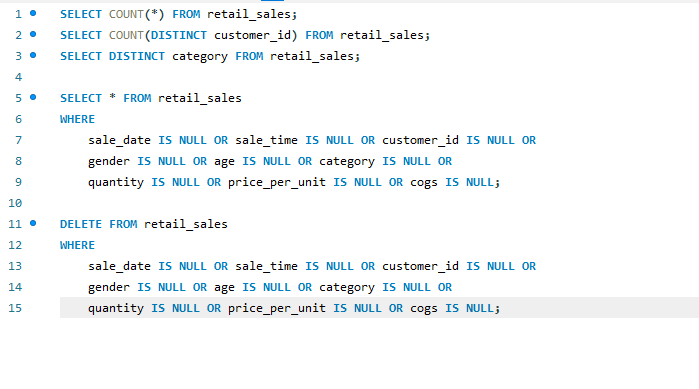 1 SELECT COUNT(*) FROM retail_sales;
2 SELECT COUNT(DISTINCT customer_id) FROM retail_sales;
3 SELECT DISTINCT category FROM retail_sales;
4
5 SELECT * FROM retail_sales
6 WHERE
7 sale_date IS NULL OR sale_time IS NULL OR customer_id IS NULL OR
8 gender IS NULL OR age IS NULL OR category IS NULL OR
9 quantity IS NULL OR price_per_unit IS NULL OR cogs IS NULL;
10
11 DELETE FROM retail_sales
12 WHERE
13 sale_date IS NULL OR sale_time IS NULL OR customer_id IS NULL OR
14 gender IS NULL OR age IS NULL OR category IS NULL OR
15 quantity IS NULL OR price_per_unit IS NULL OR cogs IS NULL;